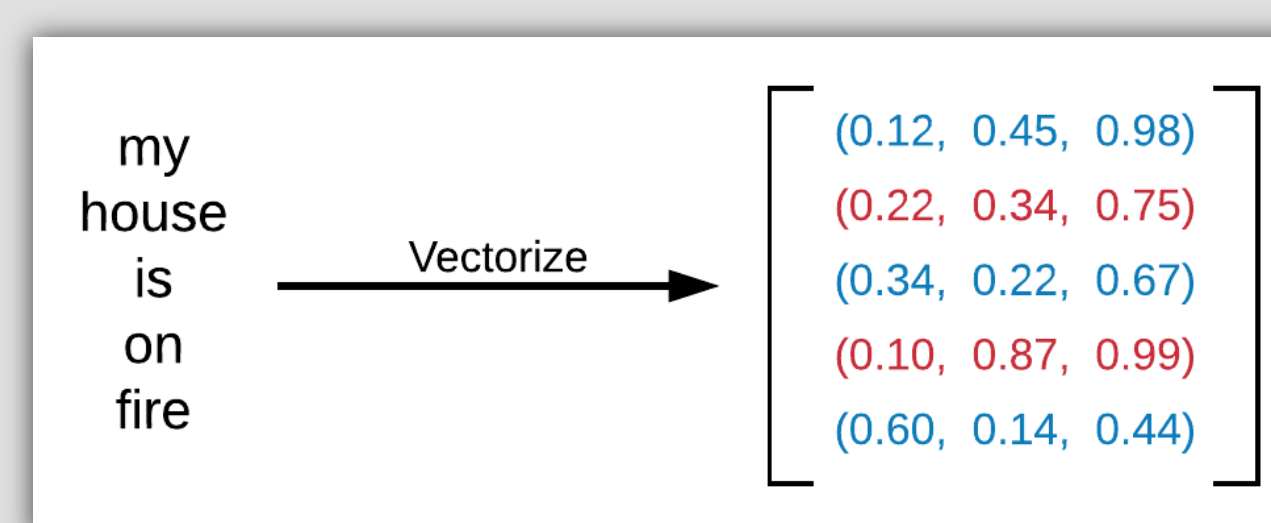 my
house
is
on
fire
Vectorize
(0.12, 0.45, 0.98)
(0.22, 0.34, 0.75)
(0.34, 0.22, 0.67)
(0.10, 0.87, 0.99)
(0.60, 0.14, 0.44)